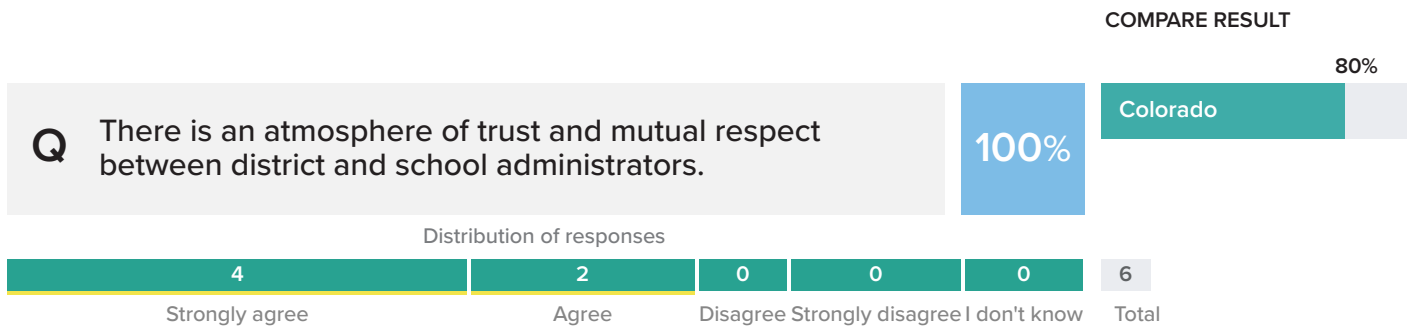 COMPARE RESULT
80%
Q
There is an atmosphere of trust and mutual respect
between district and school administrators.
100%
Colorado
Distribution of responses
4 2 0 0 0 6
Strongly agree Agree Disagree Strongly disagree I don't know Total